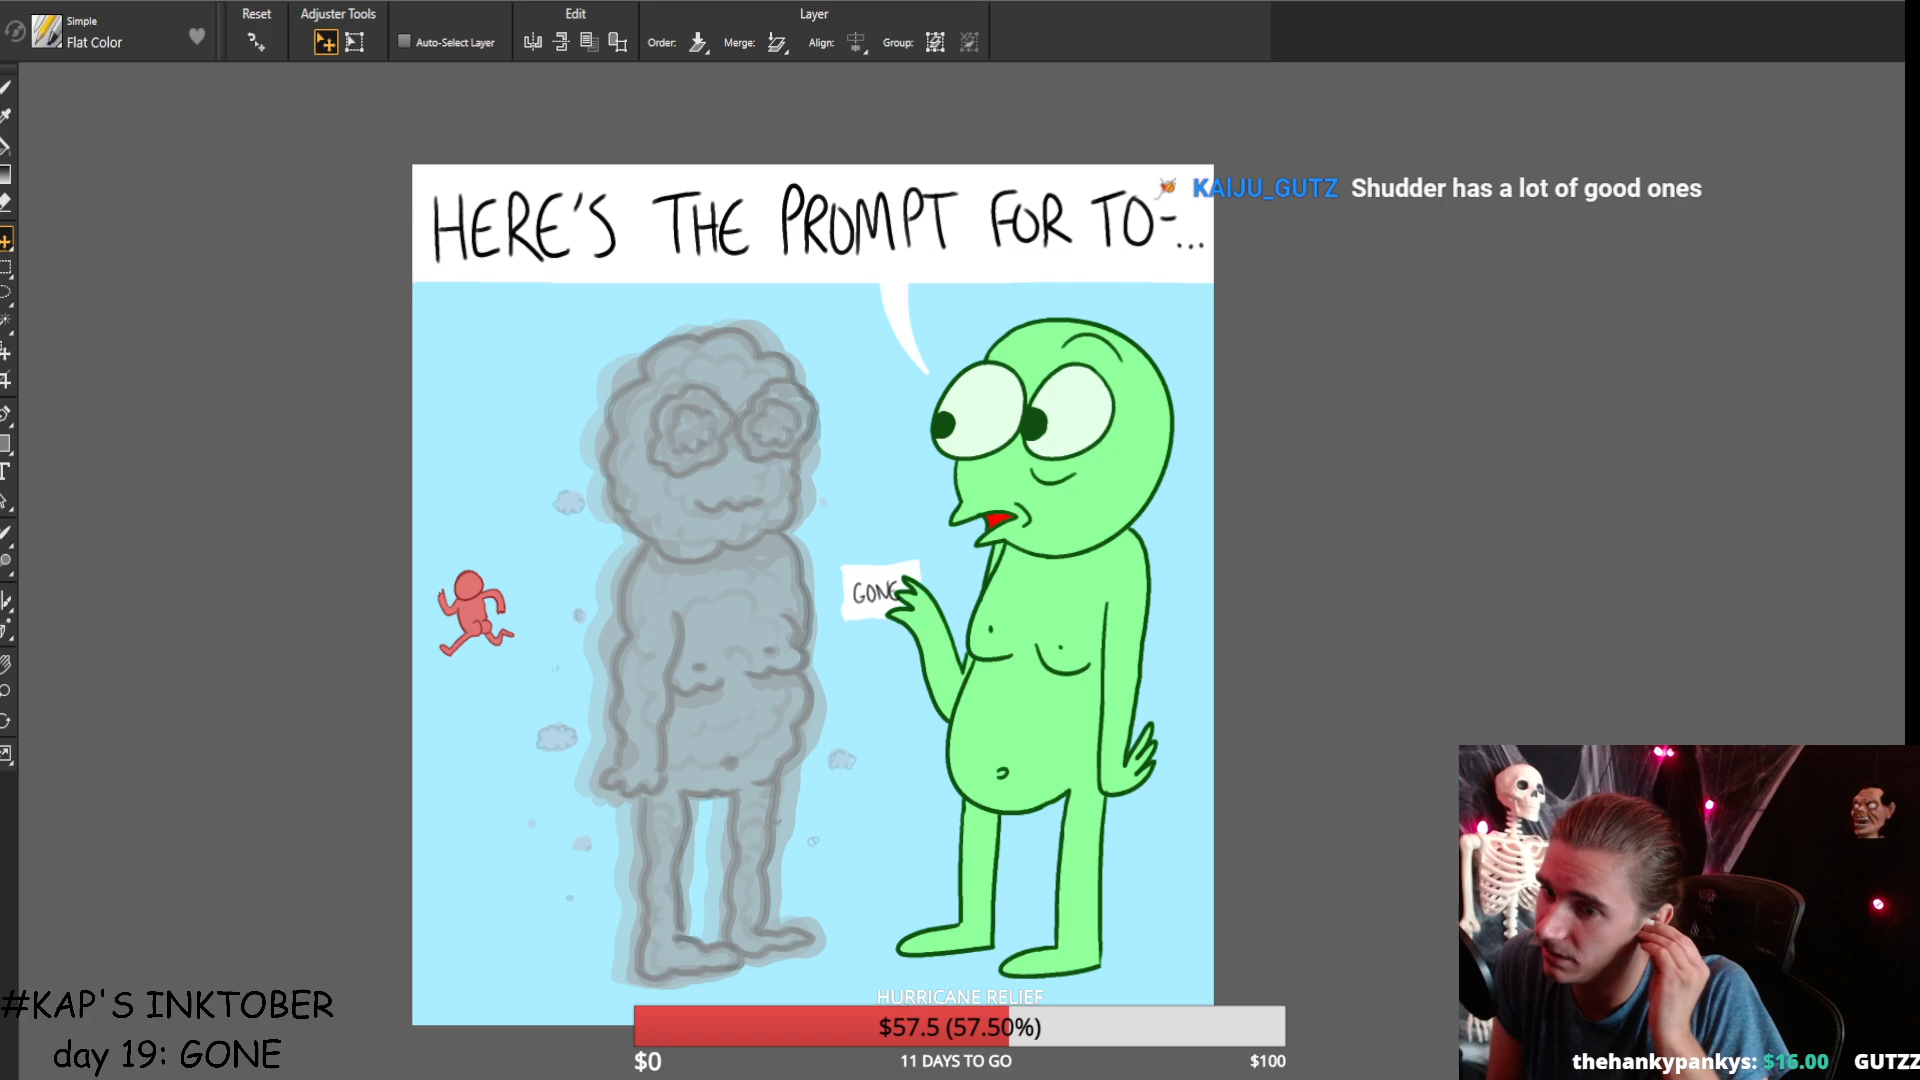 Simple
Flat Color
Reset
Adjuster Tools
Auto-Select Layer
Edit
Layer
Order:
Merge:
Align:
Group:
HERE'S THE PROMPT FOR TO-...
KAIJU_GUTZ Shudder has a lot of good ones
GONE
#KAP'S INKTOBER
day 19: GONE
HURRICANE RELIEF
$57.5 (57.50%)
$0
11 DAYS TO GO
$100
thehankypankys: $16.00 GUTZZ